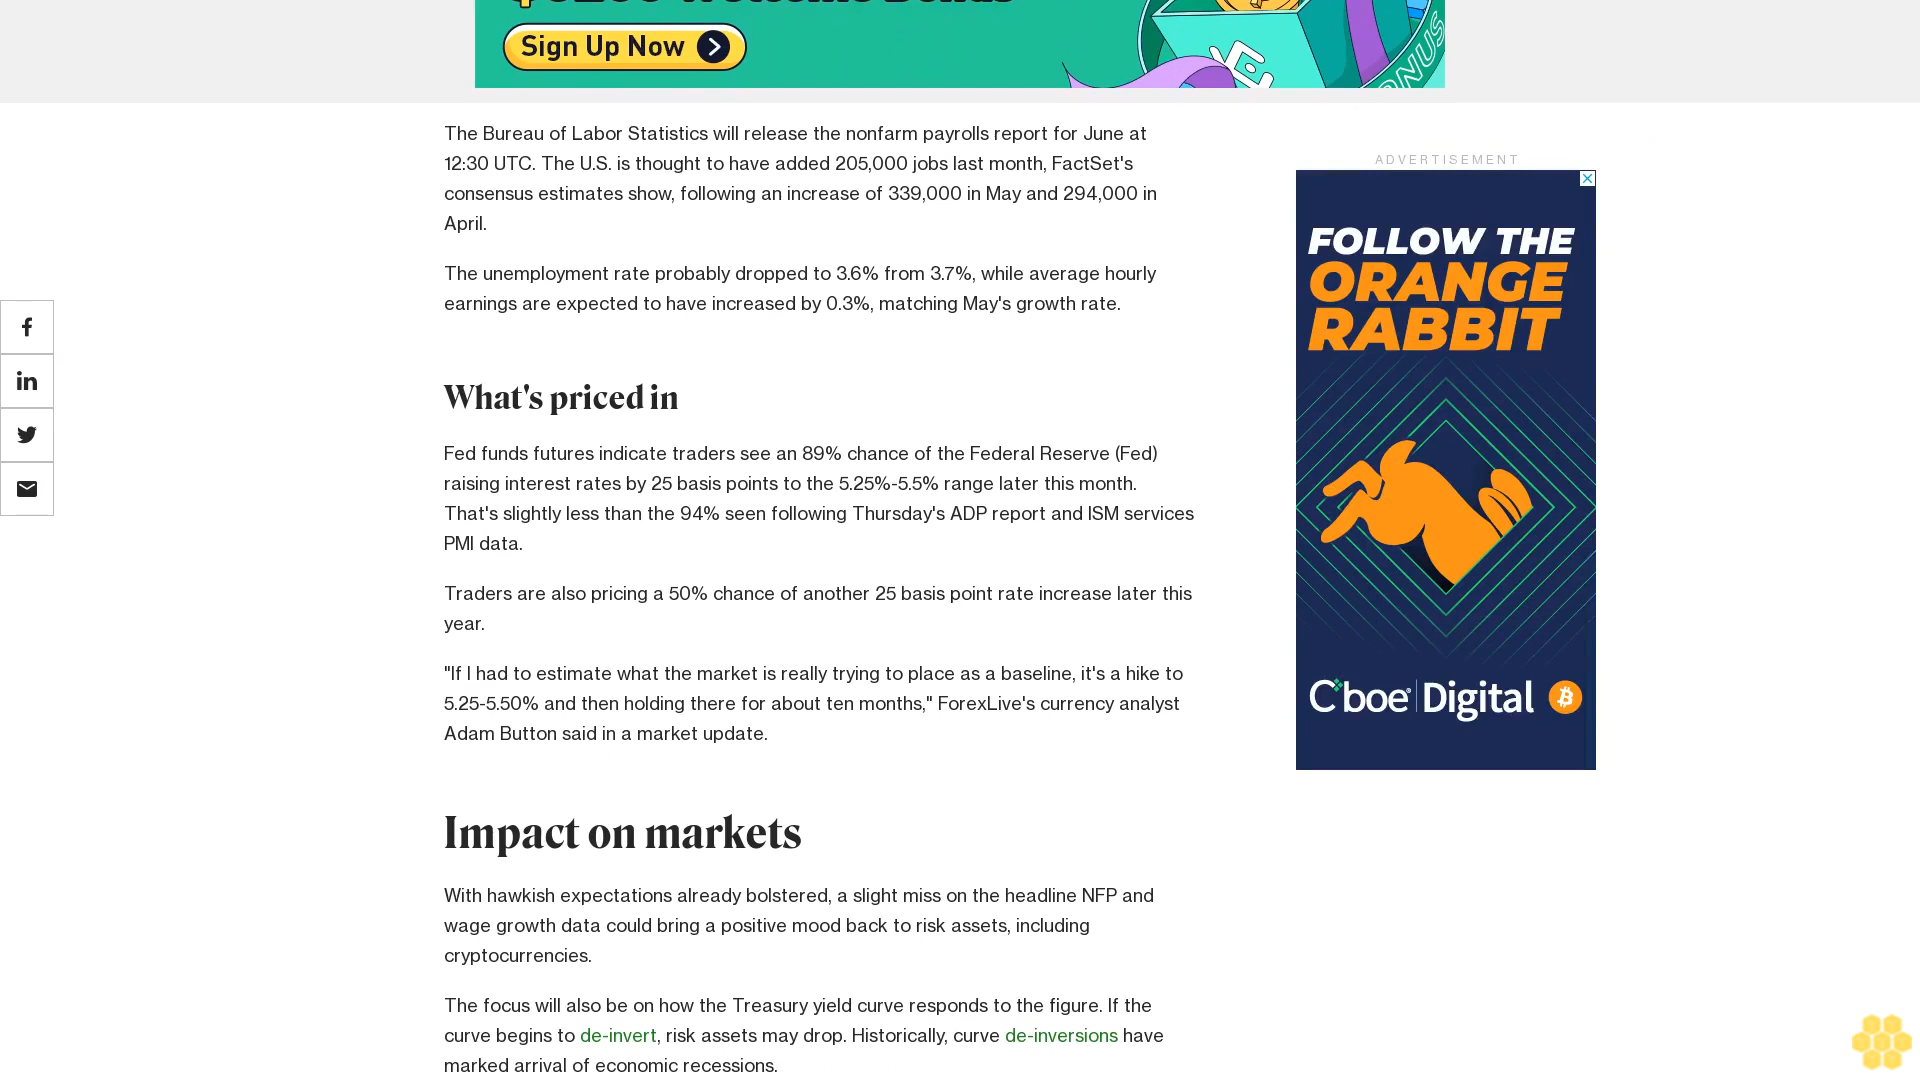 Sign Up Now
The Bureau of Labor Statistics will release the nonfarm payrolls report for June at
12:30 UTC. The U.S. is thought to have added 205,000 jobs last month, FactSet's
consensus estimates show, following an increase of 339,000 in May and 294,000 in
April.
The unemployment rate probably dropped to 3.6% from 3.7%, while average hourly
earnings are expected to have increased by 0.3%, matching May's growth rate.
What's priced in
Fed funds futures indicate traders see an 89% chance of the Federal Reserve (Fed)
raising interest rates by 25 basis points to the 5.25%-5.5% range later this month.
That's slightly less than the 94% seen following Thursday's ADP report and ISM services
PMI data.
Traders are also pricing a 50% chance of another 25 basis point rate increase later this
year.
"If I had to estimate what the market is really trying to place as a baseline, it's a hike to
5.25-5.50% and then holding there for about ten months," ForexLive's currency analyst
Adam Button said in a market update.
Impact on markets
With hawkish expectations already bolstered, a slight miss on the headline NFP and
wage growth data could bring a positive mood back to risk assets, including
cryptocurrencies.
The focus will also be on how the Treasury yield curve responds to the figure. If the
curve begins to de-invert, risk assets may drop. Historically, curve de-inversions have
marked arrival of economic recessions.
ADVERTISEMENT
FOLLOW THE
ORANGE
RABBIT
Cboe Digital